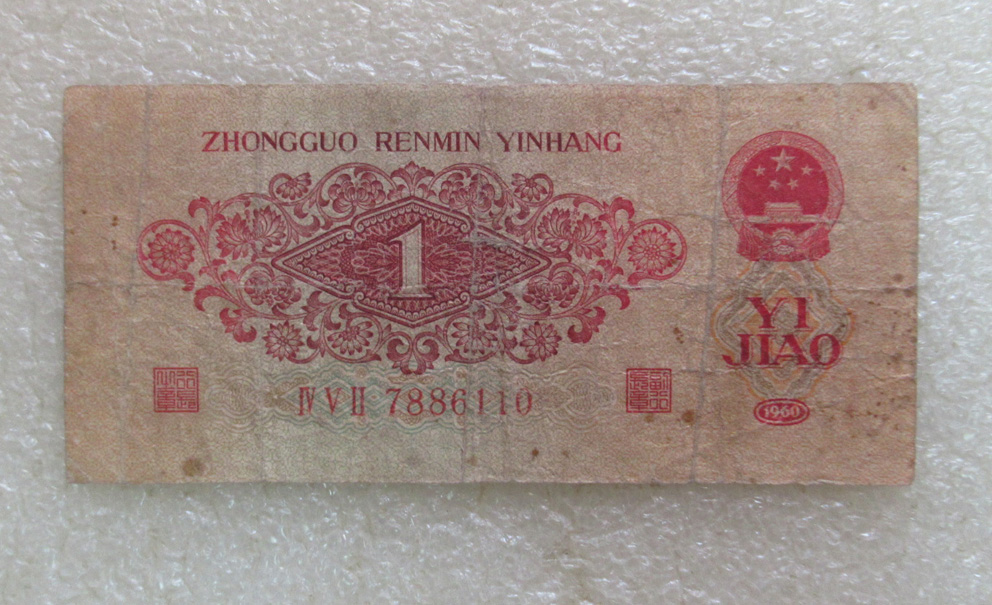 ZHONGGUO RENMIN YINHANG
1
YI
JIAO
ⅣⅤⅡ 7886110
1960